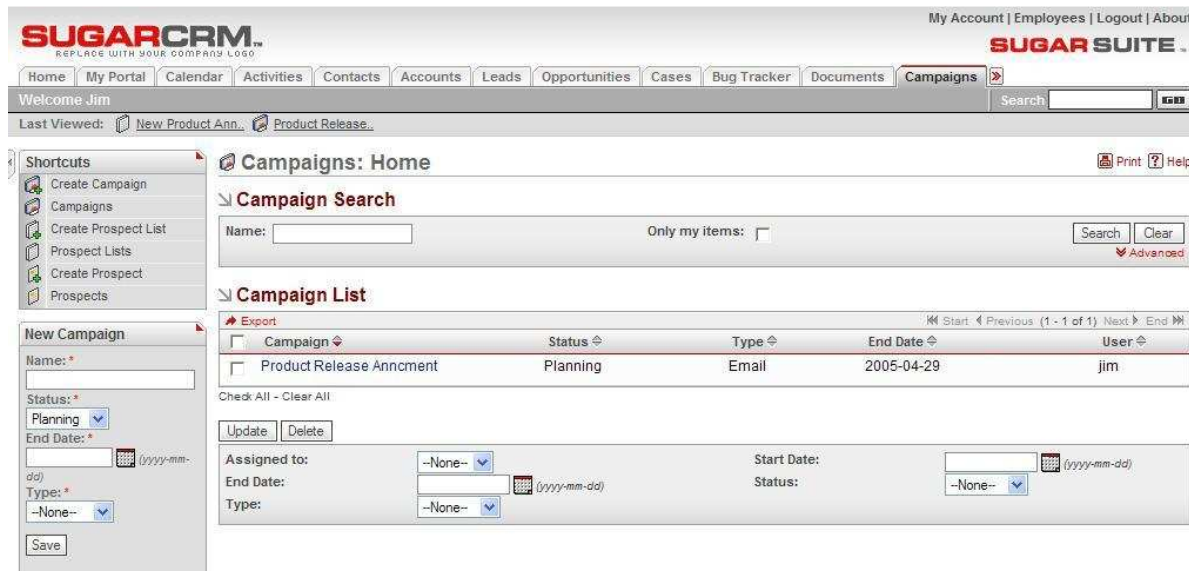 My Account | Employees | Logout | About
SUGARCRM™
REPLACE WITH YOUR COMPANY LOGO
SUGAR SUITE
Home My Portal Calendar Activities Contacts Accounts Leads Opportunities Cases Bug Tracker Documents Campaigns
Welcome Jim Search GO
Last Viewed: New Product Ann.. Product Release..
Shortcuts
Create Campaign
Campaigns
Create Prospect List
Prospect Lists
Create Prospect
Prospects
New Campaign
Name: *
Status: *
Planning
End Date: *
(yyyy-mm-
dd)
Type: *
--None--
Save
Campaigns: Home Print ? Help
Campaign Search
Name: Only my items: Search Clear
Advanced
Campaign List
Export Start Previous (1 - 1 of 1) Next End
Campaign Status Type End Date User
Product Release Anncment Planning Email 2005-04-29 jim
Check All - Clear All
Update Delete
Assigned to: --None-- Start Date: (yyyy-mm-dd)
End Date: (yyyy-mm-dd) Status: --None--
Type: --None--